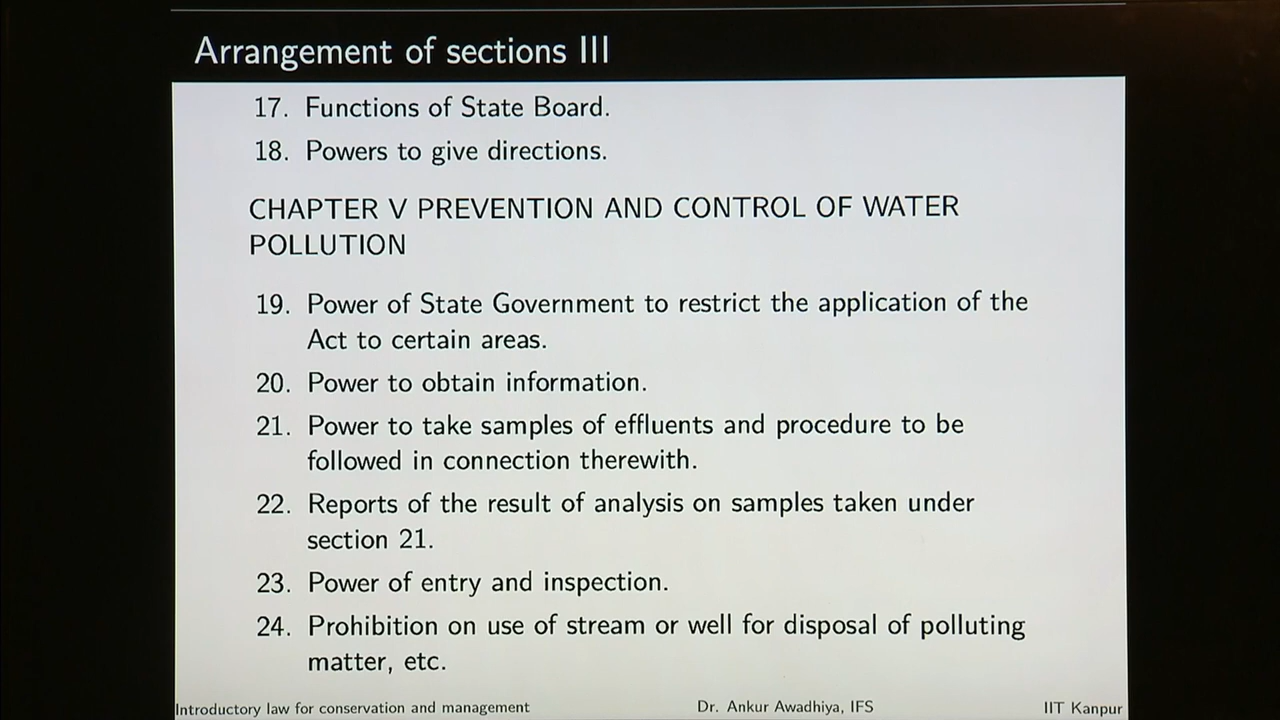 Arrangement of sections III
17. Functions of State Board.
18. Powers to give directions.
CHAPTER V PREVENTION AND CONTROL OF WATER
POLLUTION
19. Power of State Government to restrict the application of the
Act to certain areas.
20. Power to obtain information.
21. Power to take samples of effluents and procedure to be
followed in connection therewith.
22. Reports of the result of analysis on samples taken under
section 21.
23. Power of entry and inspection.
24. Prohibition on use of stream or well for disposal of polluting
matter, etc.
Introductory law for conservation and management Dr. Ankur Awadhiya, IFS IIT Kanpur